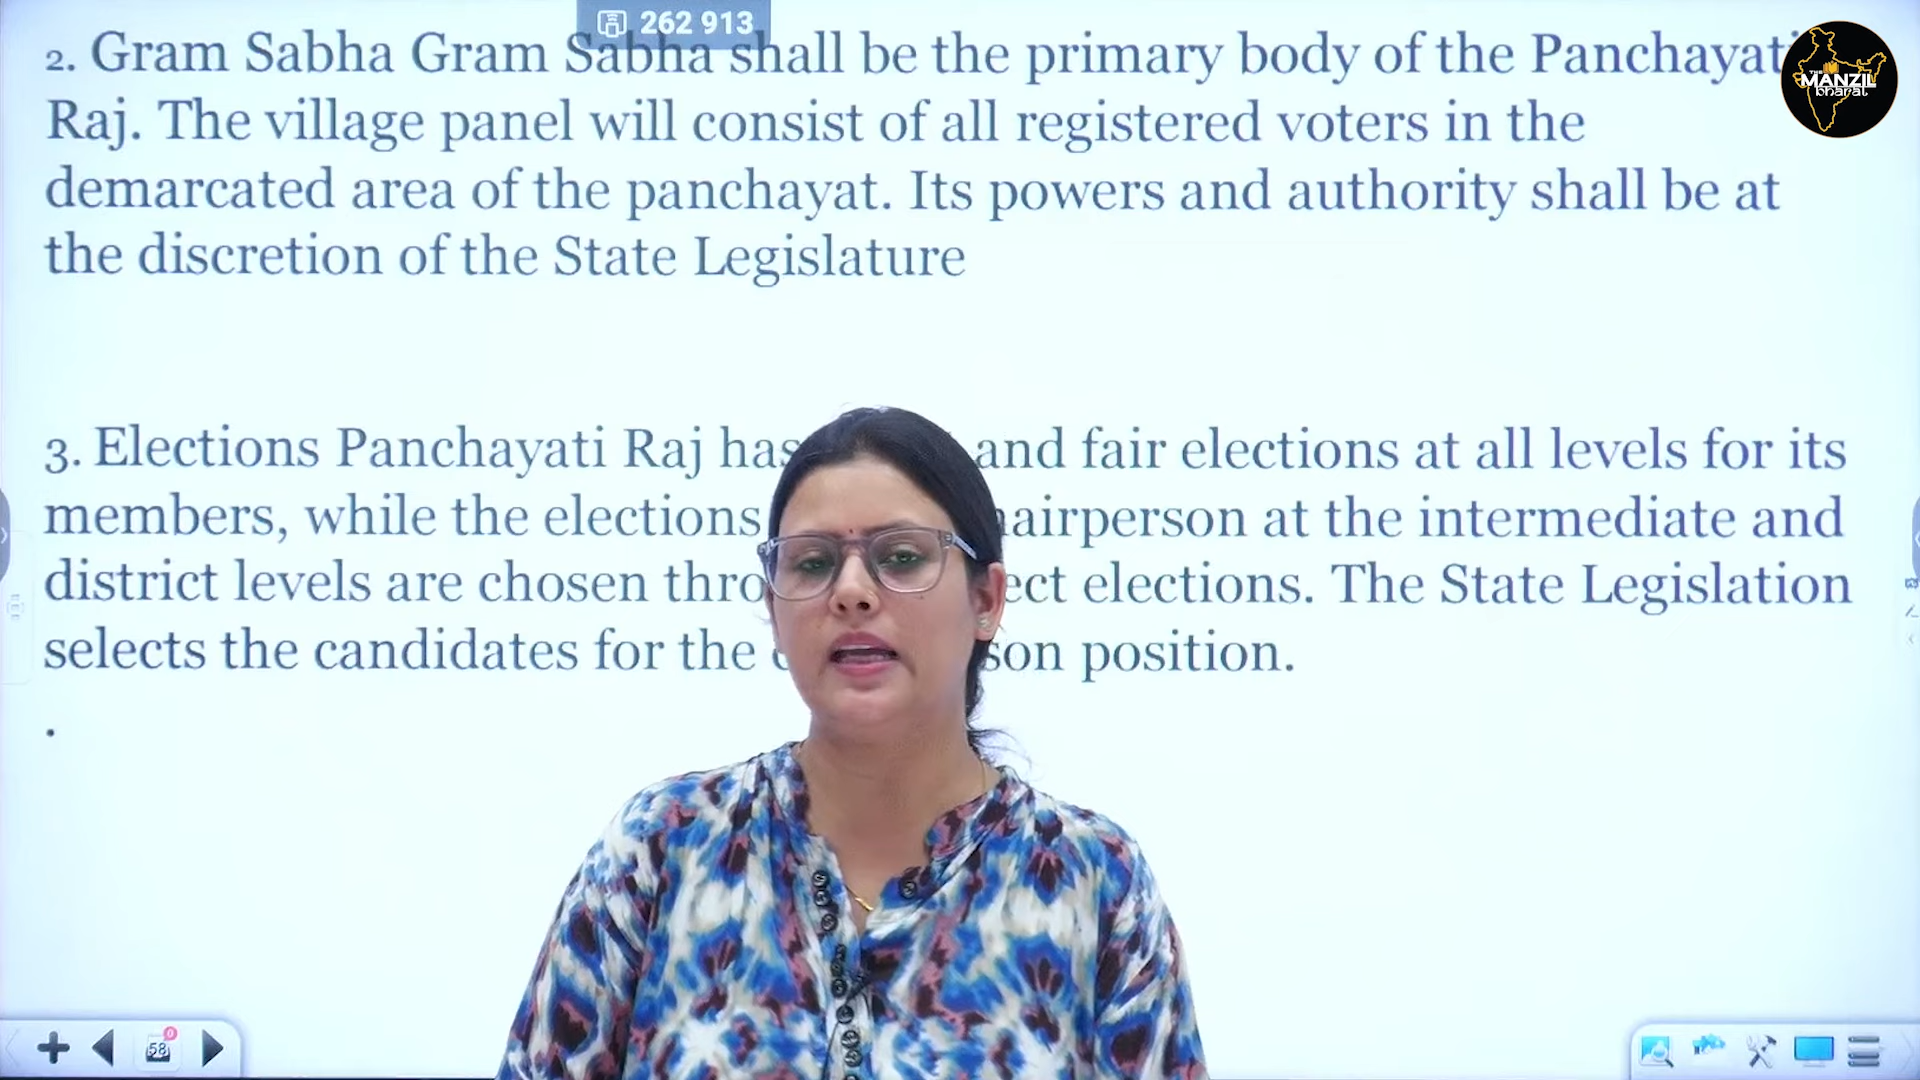 262 913
2. Gram Sabha Gram Sabha shall be the primary body of the Panchayati
Raj. The village panel will consist of all registered voters in the
demarcated area of the panchayat. Its powers and authority shall be at
the discretion of the State Legislature
THE
MANZIL
bharat
3. Elections Panchayati Raj has and fair elections at all levels for its
members, while the elections hairperson at the intermediate and
district levels are chosen thro ect elections. The State Legislation
selects the candidates for the son position.
.
58
0